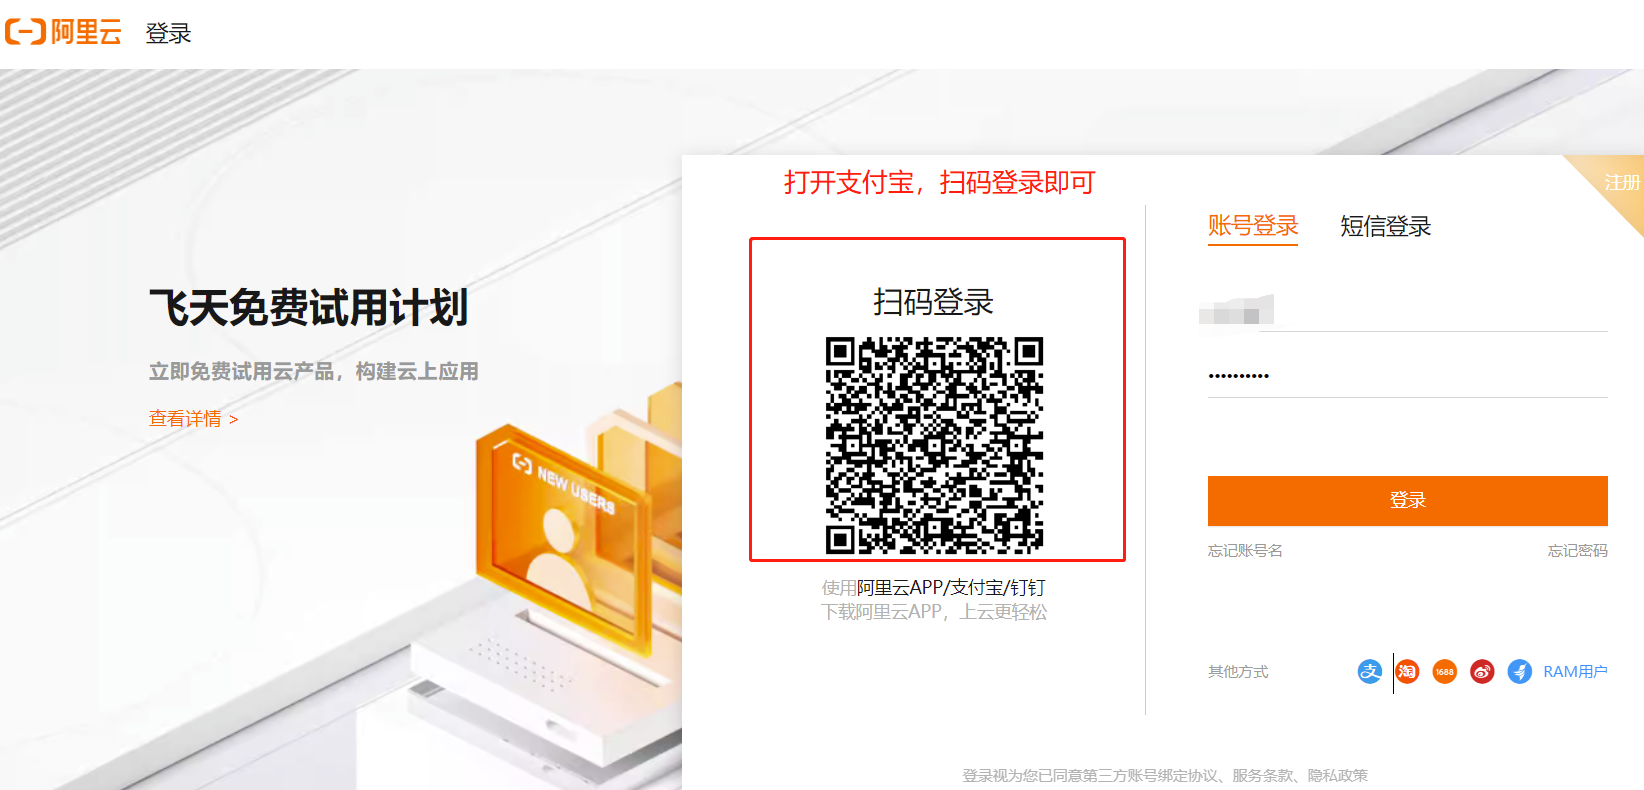 阿里云 登录
打开支付宝，扫码登录即可
注册
账号登录 短信登录
飞天免费试用计划
立即免费试用云产品，构建云上应用
查看详情 >
NEW USERS
扫码登录
使用阿里云APP/支付宝/钉钉
下载阿里云APP，上云更轻松
••••••••••
登录
忘记账号名 忘记密码
其他方式 支 淘 1688 RAM用户
登录视为您已同意第三方账号绑定协议、服务条款、隐私政策